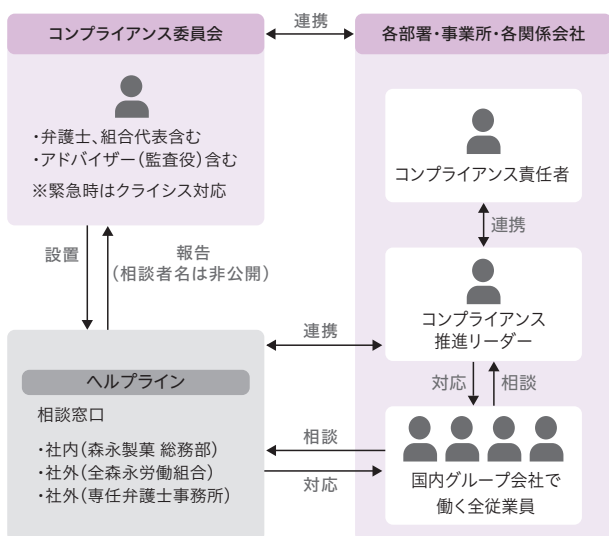 コンプライアンス委員会
・弁護士、組合代表含む
・アドバイザー（監査役）含む
※緊急時はクライシス対応
連携
各部署・事業所・各関係会社
コンプライアンス責任者
連携
コンプライアンス
推進リーダー
対応
相談
国内グループ会社で
働く全従業員
設置
報告
（相談者名は非公開）
連携
ヘルプライン
相談窓口
・社内（森永製菓 総務部）
・社外（全森永労働組合）
・社外（専任弁護士事務所）
相談
対応